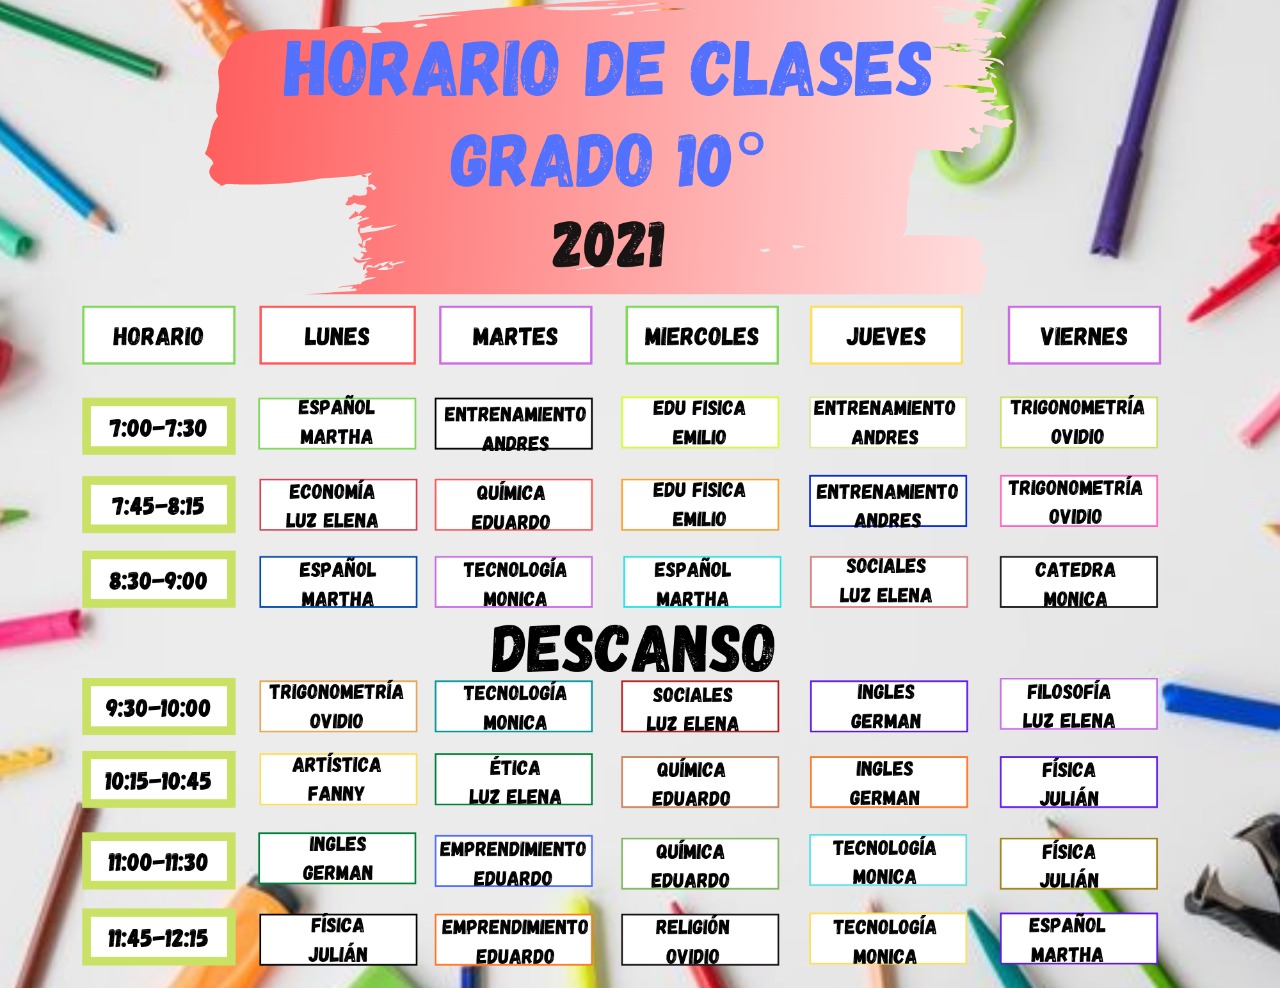 HORARIO DE CLASES
GRADO 10°
2021
HORARIO LUNES MARTES MIERCOLES JUEVES VIERNES
7:00-7:30
ESPAÑOL
MARTHA
ENTRENAMIENTO
ANDRES
EDU FISICA
EMILIO
ENTRENAMIENTO
ANDRES
TRIGONOMETRÍA
OVIDIO
7:45-8:15
ECONOMÍA
LUZ ELENA
QUÍMICA
EDUARDO
EDU FISICA
EMILIO
ENTRENAMIENTO
ANDRES
TRIGONOMETRÍA
OVIDIO
8:30-9:00
ESPAÑOL
MARTHA
TECNOLOGÍA
MONICA
ESPAÑOL
MARTHA
SOCIALES
LUZ ELENA
CATEDRA
MONICA
DESCANSO
9:30-10:00
TRIGONOMETRÍA
OVIDIO
TECNOLOGÍA
MONICA
SOCIALES
LUZ ELENA
INGLES
GERMAN
FILOSOFÍA
LUZ ELENA
10:15-10:45
ARTÍSTICA
FANNY
ÉTICA
LUZ ELENA
QUÍMICA
EDUARDO
INGLES
GERMAN
FÍSICA
JULIÁN
11:00-11:30
INGLES
GERMAN
EMPRENDIMIENTO
EDUARDO
QUÍMICA
EDUARDO
TECNOLOGÍA
MONICA
FÍSICA
JULIÁN
11:45-12:15
FÍSICA
JULIÁN
EMPRENDIMIENTO
EDUARDO
RELIGIÓN
OVIDIO
TECNOLOGÍA
MONICA
ESPAÑOL
MARTHA